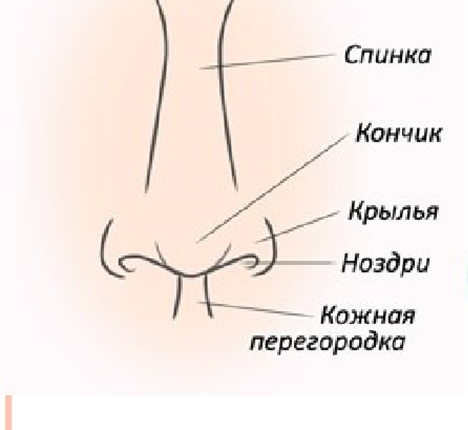 Спинка
Кончик
Крылья
Ноздри
Кожная
перегородка